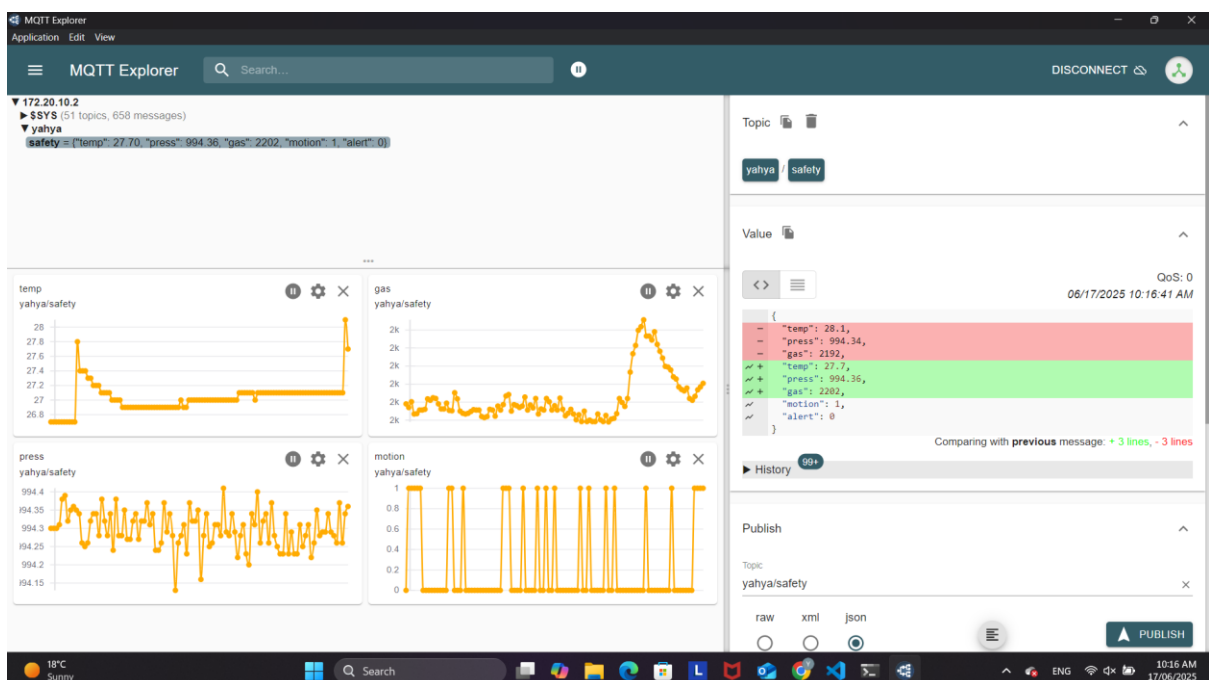 MQTT Explorer
Application Edit View
MQTT Explorer
Search...
DISCONNECT
▼ 172.20.10.2
▶ $SYS (51 topics, 658 messages)
▼ yahya
safety = {"temp": 27.70, "press": 994.36, "gas": 2202, "motion": 1, "alert": 0}
temp
yahya/safety
28
27.8
27.6
27.4
27.2
27
26.8
gas
yahya/safety
2k
2k
2k
2k
2k
2k
press
yahya/safety
994.4
994.35
994.3
994.25
994.2
994.15
motion
yahya/safety
1
0.8
0.6
0.4
0.2
0
Topic
yahya / safety
Value
QoS: 0
06/17/2025 10:16:41 AM
{
- "temp": 28.1,
- "press": 994.34,
- "gas": 2192,
+ "temp": 27.7,
+ "press": 994.36,
+ "gas": 2202,
"motion": 1,
"alert": 0
}
Comparing with previous message: + 3 lines, - 3 lines
▶ History 99+
Publish
Topic
yahya/safety
raw xml json
PUBLISH
18°C
Sunny
Search
ENG
10:16 AM
17/06/2025